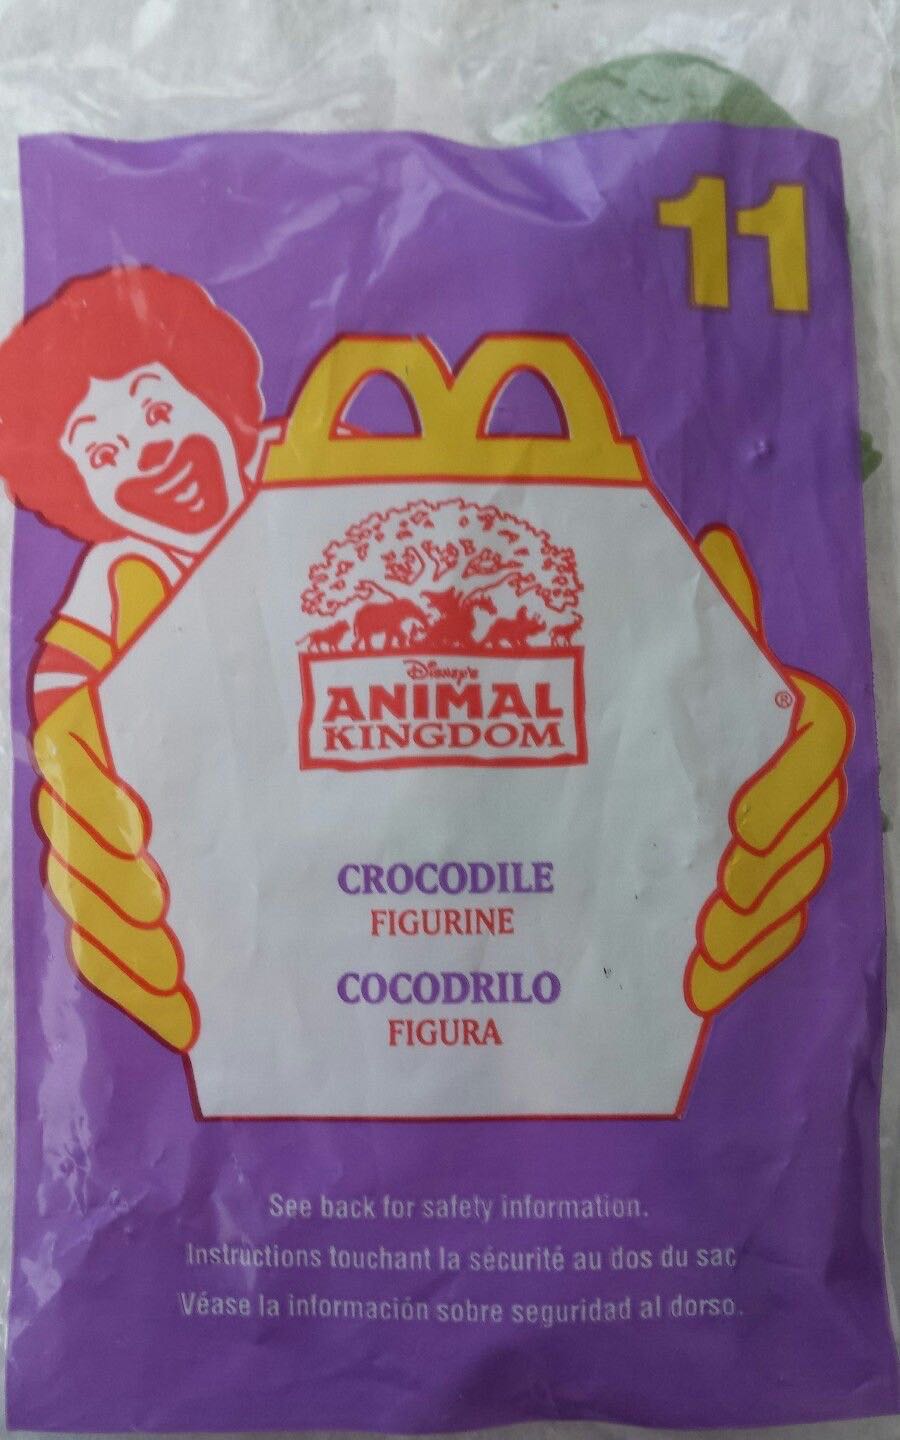 11
Disney's
ANIMAL
KINGDOM
®
CROCODILE
FIGURINE
COCODRILO
FIGURA
See back for safety information.
Instructions touchant la sécurité au dos du sac
Véase la información sobre seguridad al dorso.